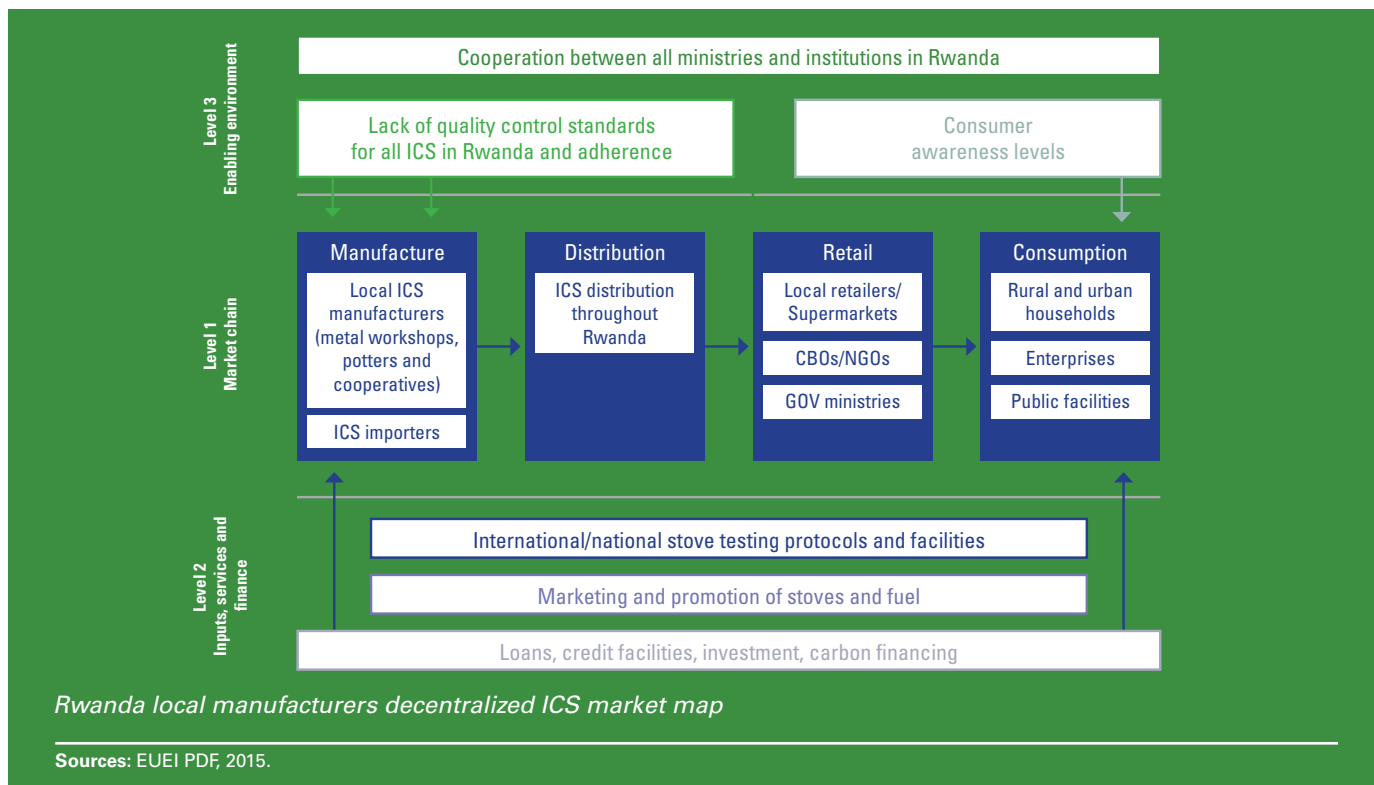 Level 3
Enabling environment
Cooperation between all ministries and institutions in Rwanda
Lack of quality control standards
for all ICS in Rwanda and adherence
Consumer
awareness levels
Level 1
Market chain
Manufacture
Local ICS
manufacturers
(metal workshops,
potters and
cooperatives)
ICS importers
Distribution
ICS distribution
throughout
Rwanda
Retail
Local retailers/
Supermarkets
CBOs/NGOs
GOV ministries
Consumption
Rural and urban
households
Enterprises
Public facilities
Level 2
Inputs, services and
finance
International/national stove testing protocols and facilities
Marketing and promotion of stoves and fuel
Loans, credit facilities, investment, carbon financing
Rwanda local manufacturers decentralized ICS market map
Sources: EUEI PDF, 2015.